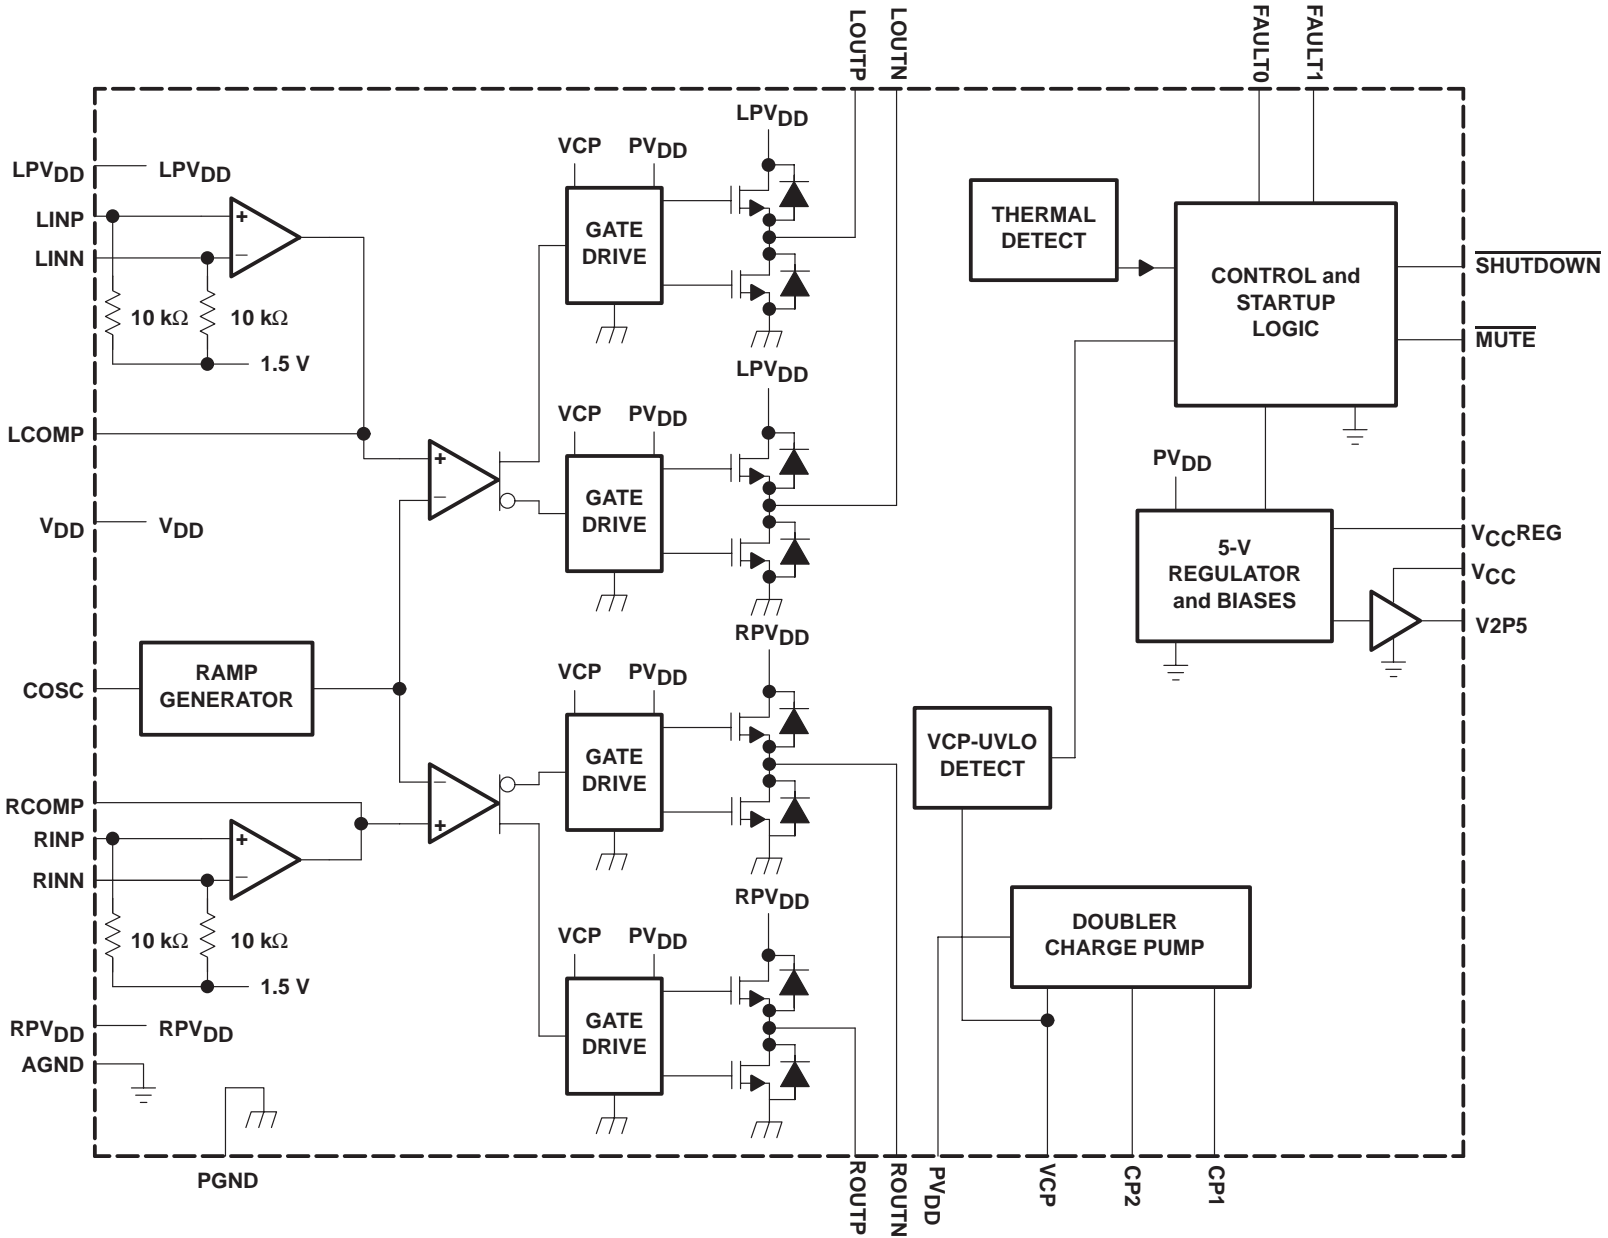 LOUTP
LOUTN
FAULT0
FAULT1
LPVDD
LPVDD
LINP
LINN
+
−
10 kΩ
10 kΩ
1.5 V
LCOMP
VDD
VDD
COSC
RAMP
GENERATOR
RCOMP
RINP
RINN
+
−
10 kΩ
10 kΩ
1.5 V
RPVDD
RPVDD
AGND
PGND
+
−
−
+
VCP
PVDD
GATE
DRIVE
LPVDD
VCP
PVDD
GATE
DRIVE
LPVDD
VCP
PVDD
GATE
DRIVE
RPVDD
VCP
PVDD
GATE
DRIVE
RPVDD
THERMAL
DETECT
CONTROL and
STARTUP
LOGIC
SHUTDOWN
MUTE
PVDD
5-V
REGULATOR
and BIASES
VCCREG
VCC
V2P5
VCP-UVLO
DETECT
DOUBLER
CHARGE PUMP
ROUTP
ROUTN
PVDD
VCP
CP2
CP1